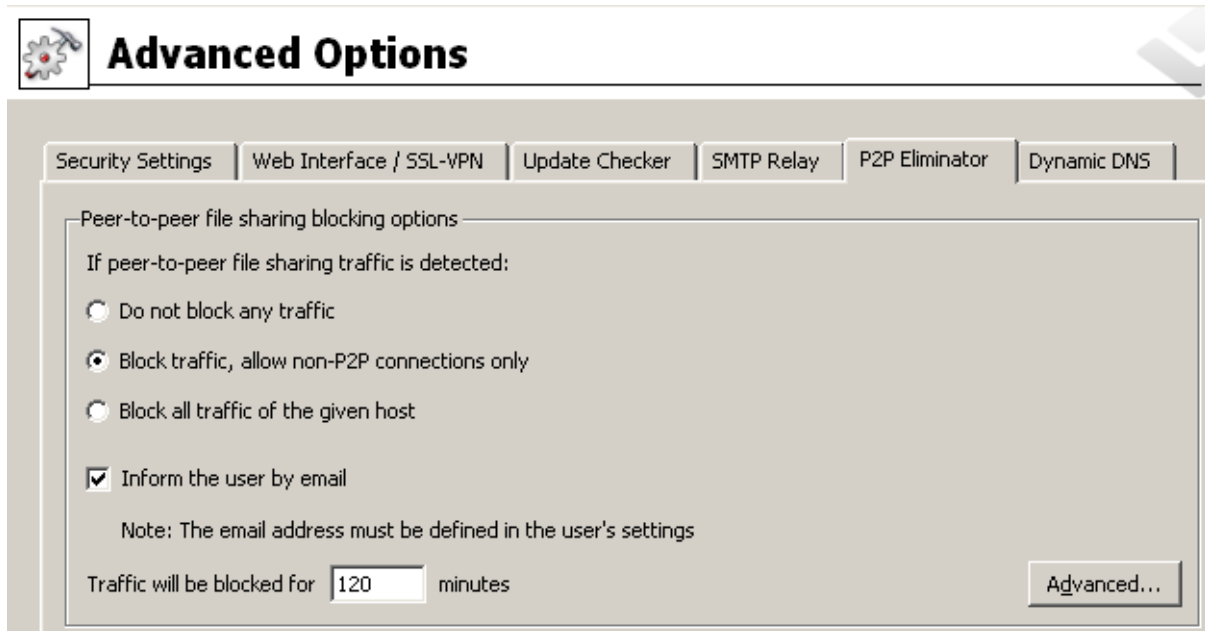 Advanced Options
Security Settings Web Interface / SSL-VPN Update Checker SMTP Relay P2P Eliminator Dynamic DNS
Peer-to-peer file sharing blocking options
If peer-to-peer file sharing traffic is detected:
Do not block any traffic
Block traffic, allow non-P2P connections only
Block all traffic of the given host
Inform the user by email
Note: The email address must be defined in the user's settings
Traffic will be blocked for 120 minutes Advanced...